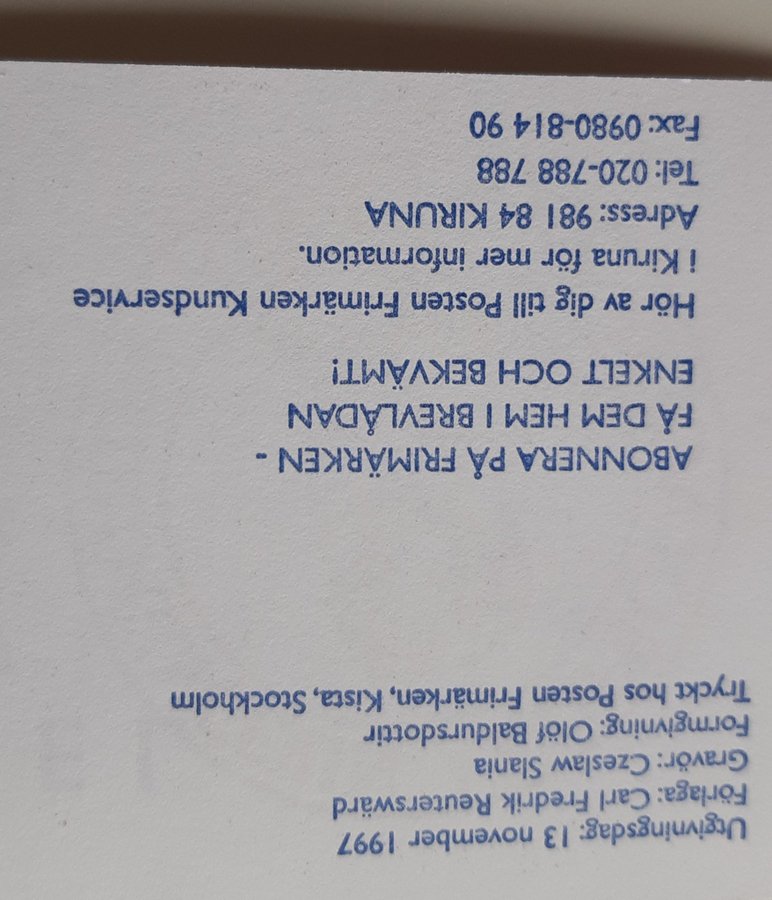 Utgivningsdag: 13 november 1997
Förlaga: Carl Fredrik Reuterswärd
Gravör: Czeslaw Slania
Formgivning: Olöf Baldursdottir
Tryckt hos Posten Frimärken, Kista, Stockholm
ABONNERA PÅ FRIMÄRKEN -
FÅ DEM HEM I BREVLÅDAN
ENKELT OCH BEKVÄMT!
Hör av dig till Posten Frimärken Kundservice
i Kiruna för mer information.
Adress: 981 84 KIRUNA
Tel: 020-788 788
Fax: 0980-814 90